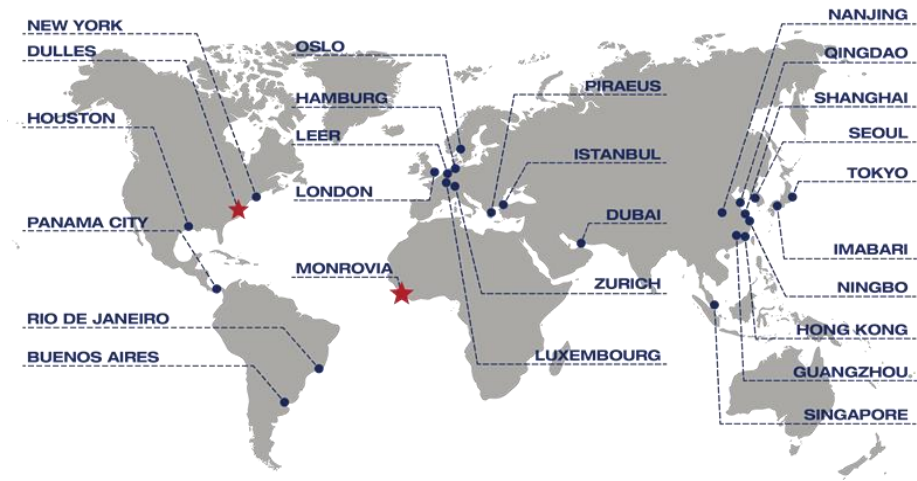 NEW YORK
DULLES
HOUSTON
PANAMA CITY
RIO DE JANEIRO
BUENOS AIRES
OSLO
HAMBURG
LEER
LONDON
MONROVIA
PIRAEUS
ISTANBUL
DUBAI
ZURICH
LUXEMBOURG
NANJING
QINGDAO
SHANGHAI
SEOUL
TOKYO
IMABARI
NINGBO
HONG KONG
GUANGZHOU
SINGAPORE